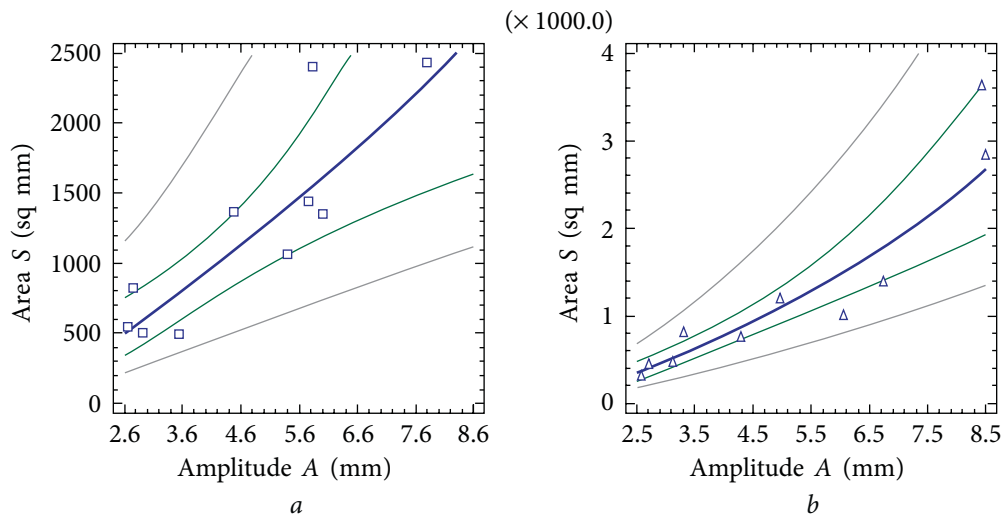 (× 1000.0)
2500
2000
1500
1000
500
0
Area S (sq mm)
2.6 3.6 4.6 5.6 6.6 7.6 8.6
Amplitude A (mm)
a
4
3
2
1
0
Area S (sq mm)
2.5 3.5 4.5 5.5 6.5 7.5 8.5
Amplitude A (mm)
b